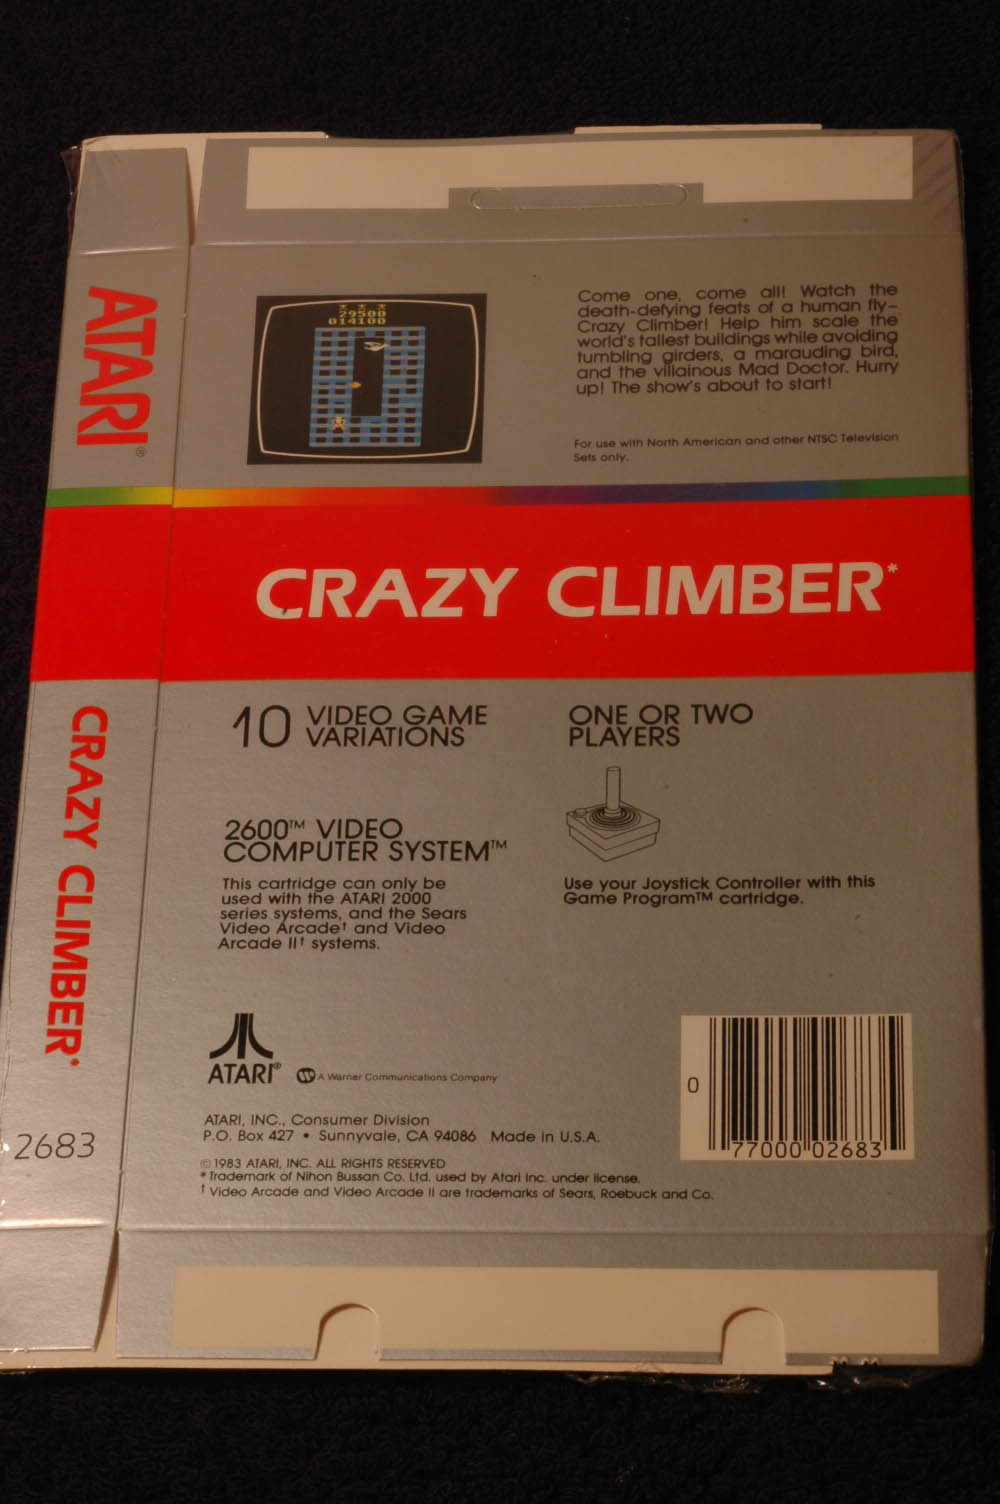 ATARI®
CRAZY CLIMBER*
2683
29500
014100
Come one, come all! Watch the
death-defying feats of a human fly–
Crazy Climber! Help him scale the
world's tallest buildings while avoiding
tumbling girders, a marauding bird,
and the villainous Mad Doctor. Hurry
up! The show's about to start!
For use with North American and other NTSC Television
Sets only.
CRAZY CLIMBER*
10 VIDEO GAME
VARIATIONS
ONE OR TWO
PLAYERS
2600™ VIDEO
COMPUTER SYSTEM™
This cartridge can only be
used with the ATARI 2000
series systems, and the Sears
Video Arcade† and Video
Arcade II† systems.
Use your Joystick Controller with this
Game Program™ cartridge.
ATARI®
A Warner Communications Company
ATARI, INC., Consumer Division
P.O. Box 427 • Sunnyvale, CA 94086 Made in U.S.A.
© 1983 ATARI, INC. ALL RIGHTS RESERVED
*Trademark of Nihon Bussan Co. Ltd. used by Atari Inc. under license.
† Video Arcade and Video Arcade II are trademarks of Sears, Roebuck and Co.
0 77000 02683